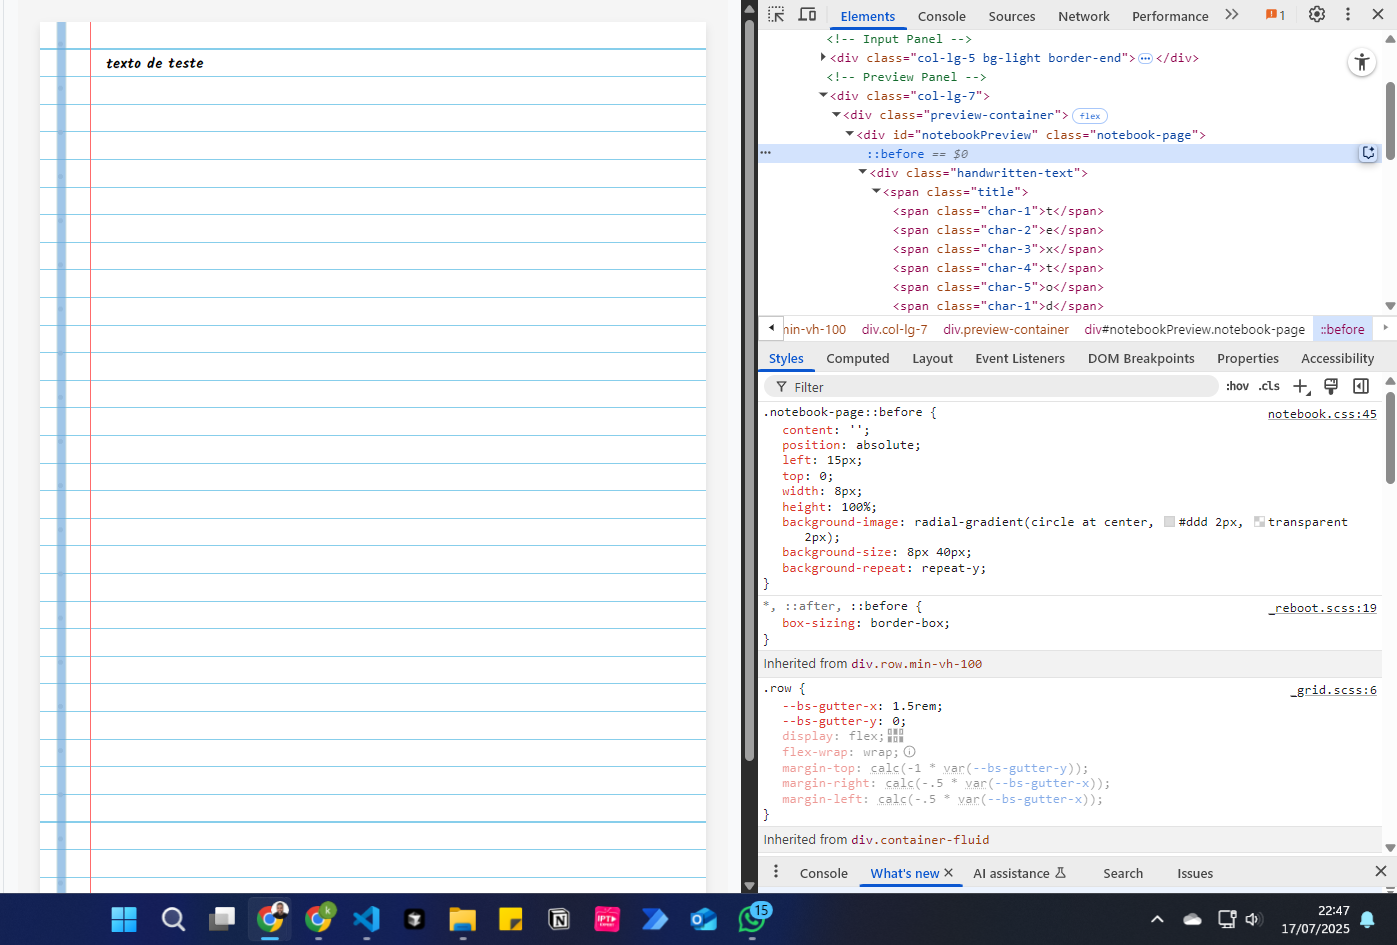 texto de teste
Elements
Console
Sources
Network
Performance
1
<!-- Input Panel -->
<div class="col-lg-5 bg-light border-end"> ••• </div>
<!-- Preview Panel -->
<div class="col-lg-7">
<div class="preview-container"> flex
<div id="notebookPreview" class="notebook-page">
::before == $0
<div class="handwritten-text">
<span class="title">
<span class="char-1">t</span>
<span class="char-2">e</span>
<span class="char-3">x</span>
<span class="char-4">t</span>
<span class="char-5">o</span>
<span class="char-1">d</span>
min-vh-100 div.col-lg-7 div.preview-container div#notebookPreview.notebook-page ::before
Styles Computed Layout Event Listeners DOM Breakpoints Properties Accessibility
Filter :hov .cls
.notebook-page::before { notebook.css:45
content: '';
position: absolute;
left: 15px;
top: 0;
width: 8px;
height: 100%;
background-image: radial-gradient(circle at center, #ddd 2px, transparent
2px);
background-size: 8px 40px;
background-repeat: repeat-y;
}
*, ::after, ::before { _reboot.scss:19
box-sizing: border-box;
}
Inherited from div.row.min-vh-100
.row { _grid.scss:6
--bs-gutter-x: 1.5rem;
--bs-gutter-y: 0;
display: flex;
flex-wrap: wrap;
margin-top: calc(-1 * var(--bs-gutter-y));
margin-right: calc(-.5 * var(--bs-gutter-x));
margin-left: calc(-.5 * var(--bs-gutter-x));
}
Inherited from div.container-fluid
Console What's new AI assistance Search Issues
k
IPT
15
22:47
17/07/2025